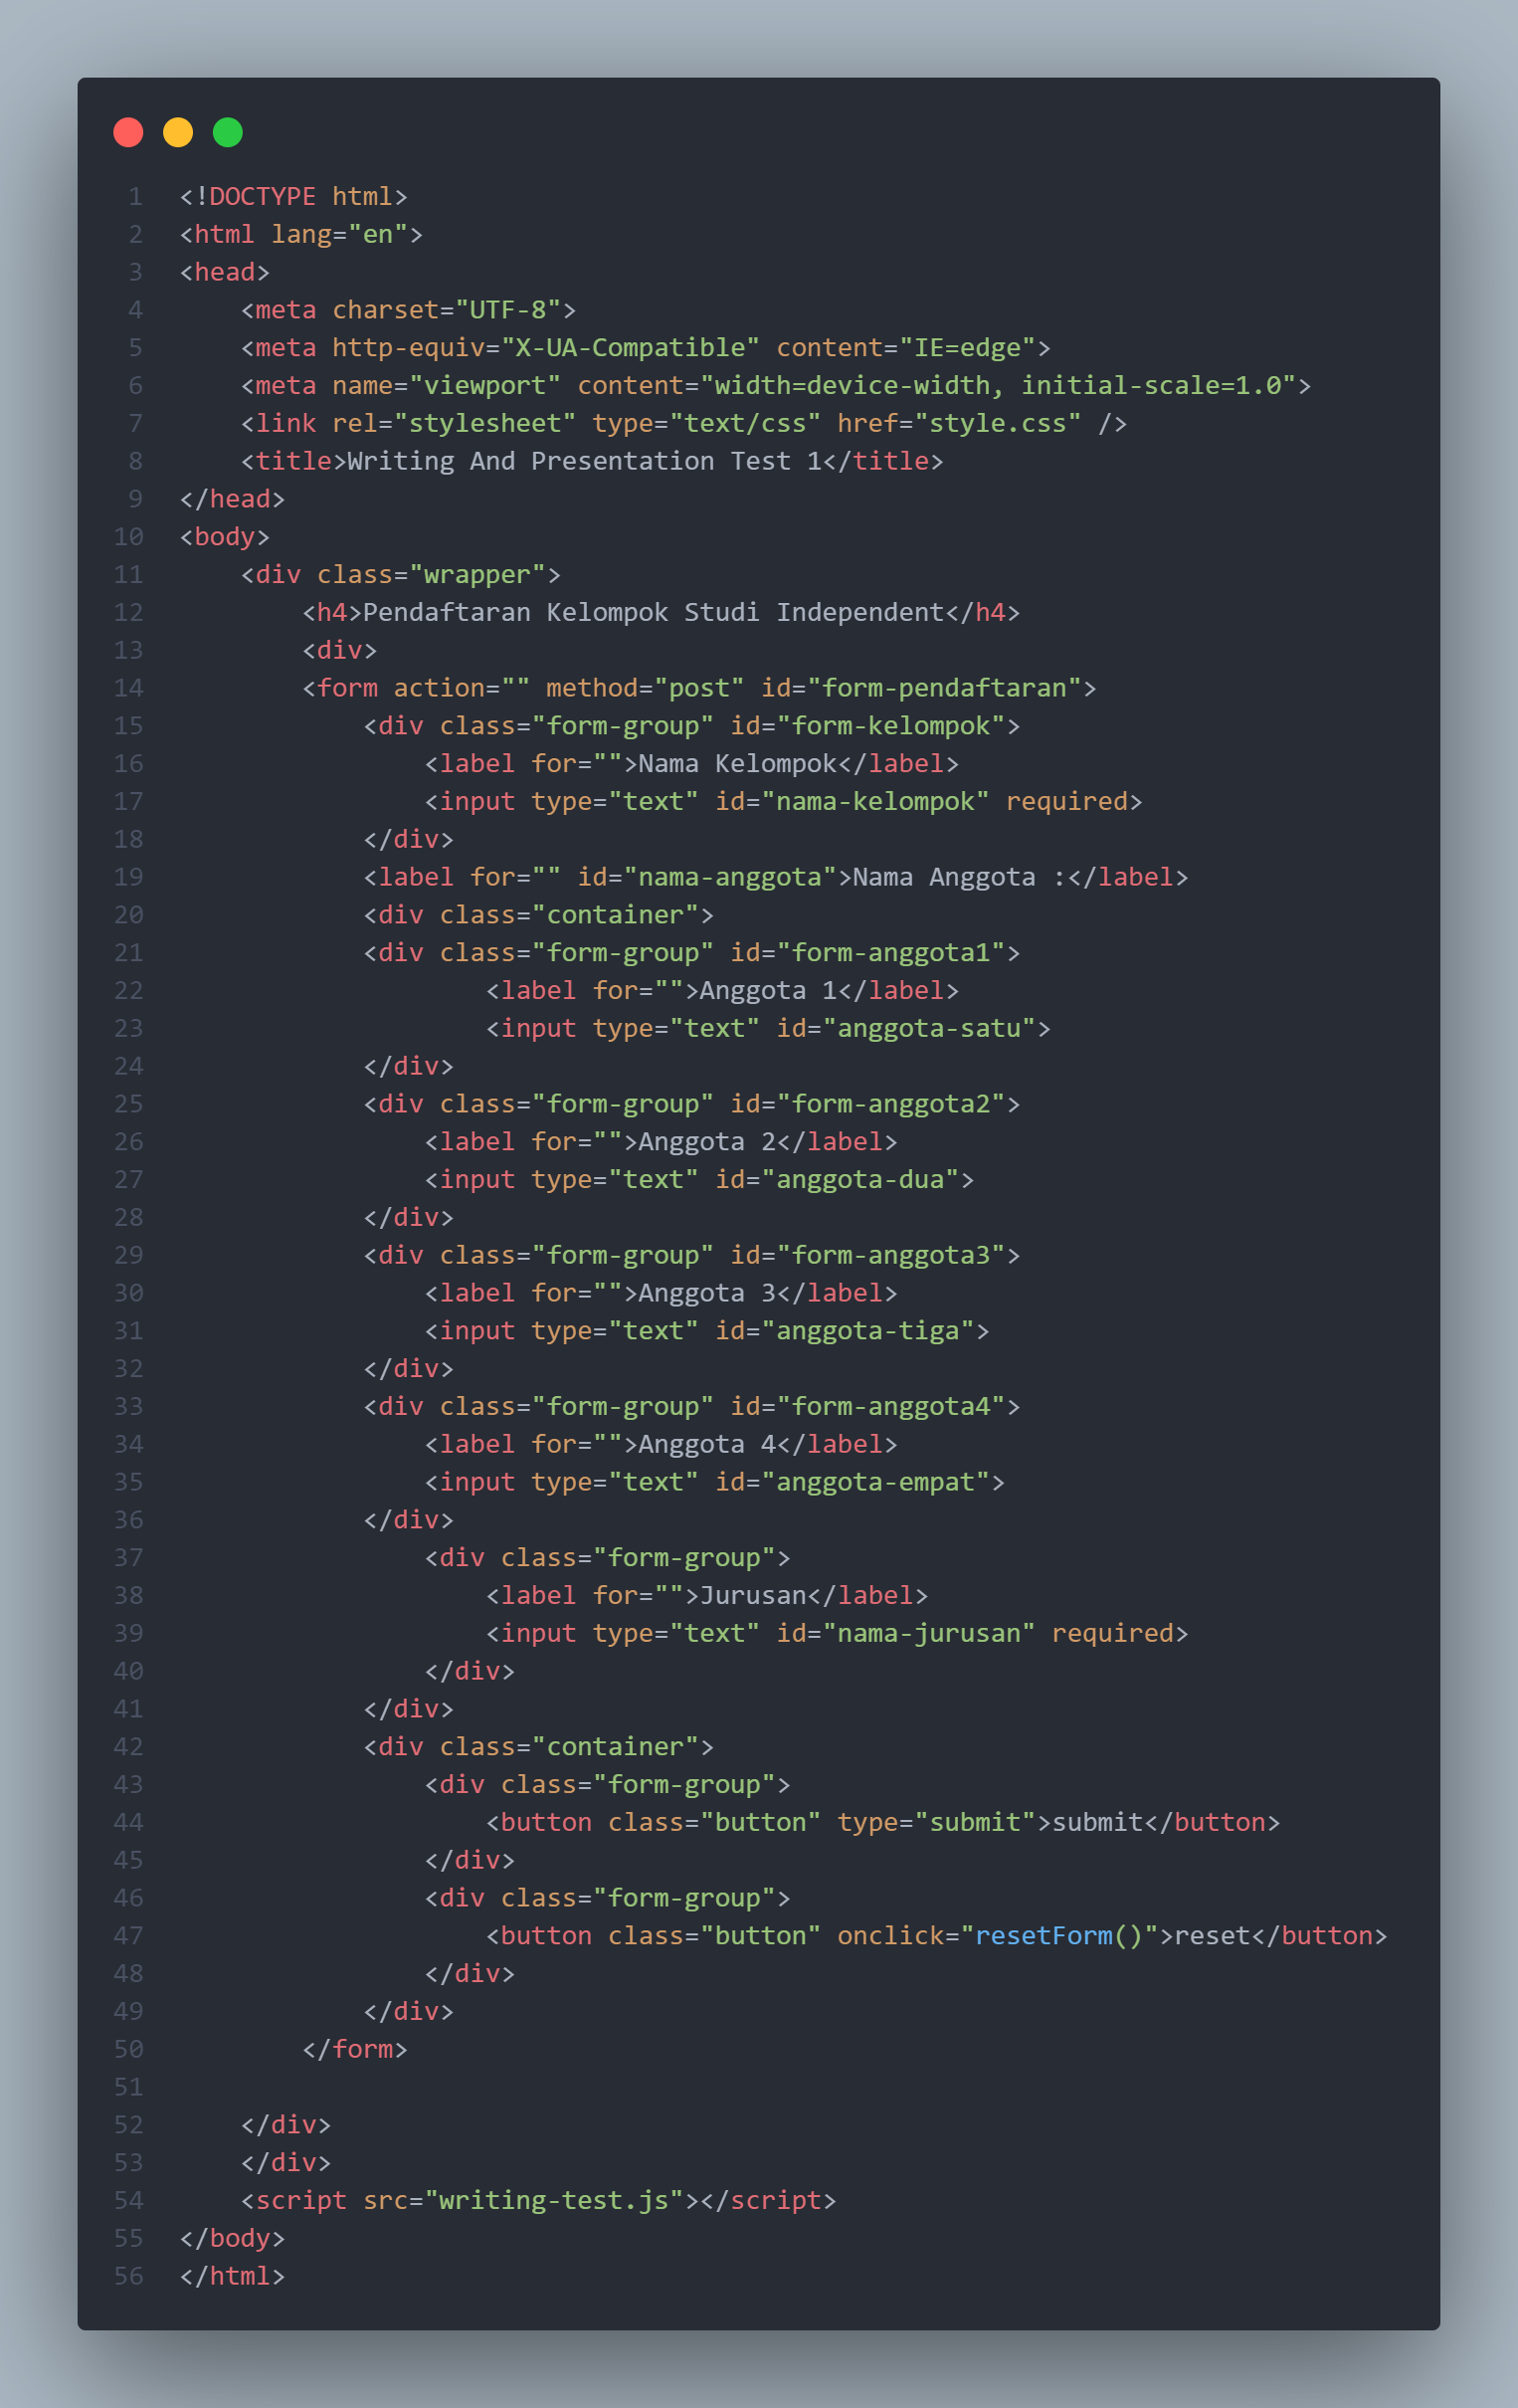 1 <!DOCTYPE html>
2 <html lang="en">
3 <head>
4     <meta charset="UTF-8">
5     <meta http-equiv="X-UA-Compatible" content="IE=edge">
6     <meta name="viewport" content="width=device-width, initial-scale=1.0">
7     <link rel="stylesheet" type="text/css" href="style.css" />
8     <title>Writing And Presentation Test 1</title>
9 </head>
10 <body>
11     <div class="wrapper">
12         <h4>Pendaftaran Kelompok Studi Independent</h4>
13         <div>
14         <form action="" method="post" id="form-pendaftaran">
15             <div class="form-group" id="form-kelompok">
16                 <label for="">Nama Kelompok</label>
17                 <input type="text" id="nama-kelompok" required>
18             </div>
19             <label for="" id="nama-anggota">Nama Anggota :</label>
20             <div class="container">
21             <div class="form-group" id="form-anggota1">
22                     <label for="">Anggota 1</label>
23                     <input type="text" id="anggota-satu">
24             </div>
25             <div class="form-group" id="form-anggota2">
26                 <label for="">Anggota 2</label>
27                 <input type="text" id="anggota-dua">
28             </div>
29             <div class="form-group" id="form-anggota3">
30                 <label for="">Anggota 3</label>
31                 <input type="text" id="anggota-tiga">
32             </div>
33             <div class="form-group" id="form-anggota4">
34                 <label for="">Anggota 4</label>
35                 <input type="text" id="anggota-empat">
36             </div>
37                 <div class="form-group">
38                     <label for="">Jurusan</label>
39                     <input type="text" id="nama-jurusan" required>
40                 </div>
41             </div>
42             <div class="container">
43                 <div class="form-group">
44                     <button class="button" type="submit">submit</button>
45                 </div>
46                 <div class="form-group">
47                     <button class="button" onclick="resetForm()">reset</button>
48                 </div>
49             </div>
50         </form>
51
52     </div>
53     </div>
54     <script src="writing-test.js"></script>
55 </body>
56 </html>